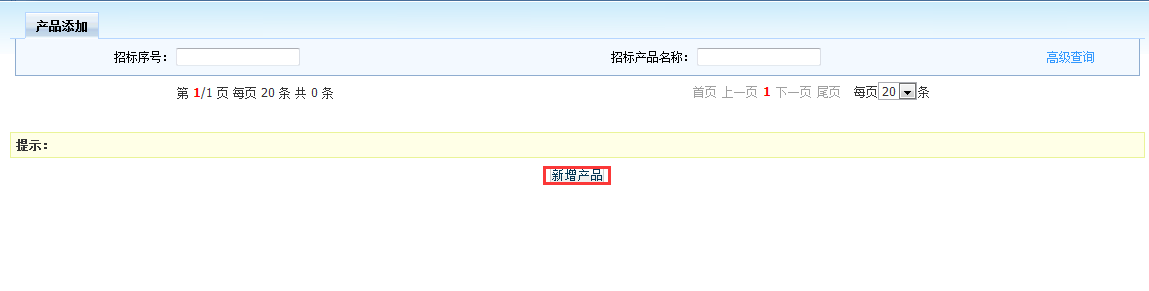 产品添加
招标序号： 招标产品名称： 高级查询
第 1/1 页 每页 20 条 共 0 条 首页 上一页 1 下一页 尾页 每页 20 条
提示：
新增产品